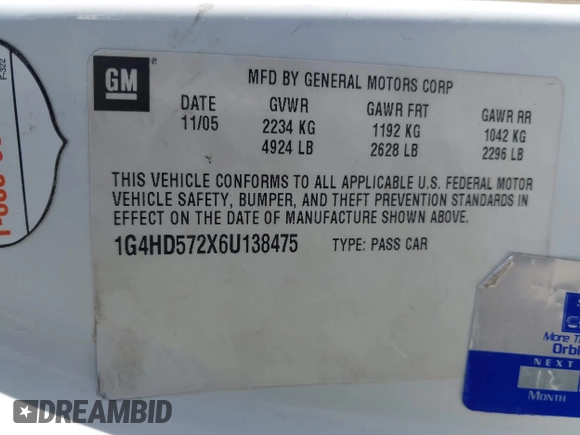 F-322
GM
MFD BY GENERAL MOTORS CORP
DATE GVWR GAWR FRT GAWR RR
11/05 2234 KG 1192 KG 1042 KG
4924 LB 2628 LB 2296 LB
THIS VEHICLE CONFORMS TO ALL APPLICABLE U.S. FEDERAL MOTOR
VEHICLE SAFETY, BUMPER, AND THEFT PREVENTION STANDARDS IN
EFFECT ON THE DATE OF MANUFACTURE SHOWN ABOVE.
1G4HD572X6U138475 TYPE: PASS CAR
More
NEXT
MONTH
DREAMBID